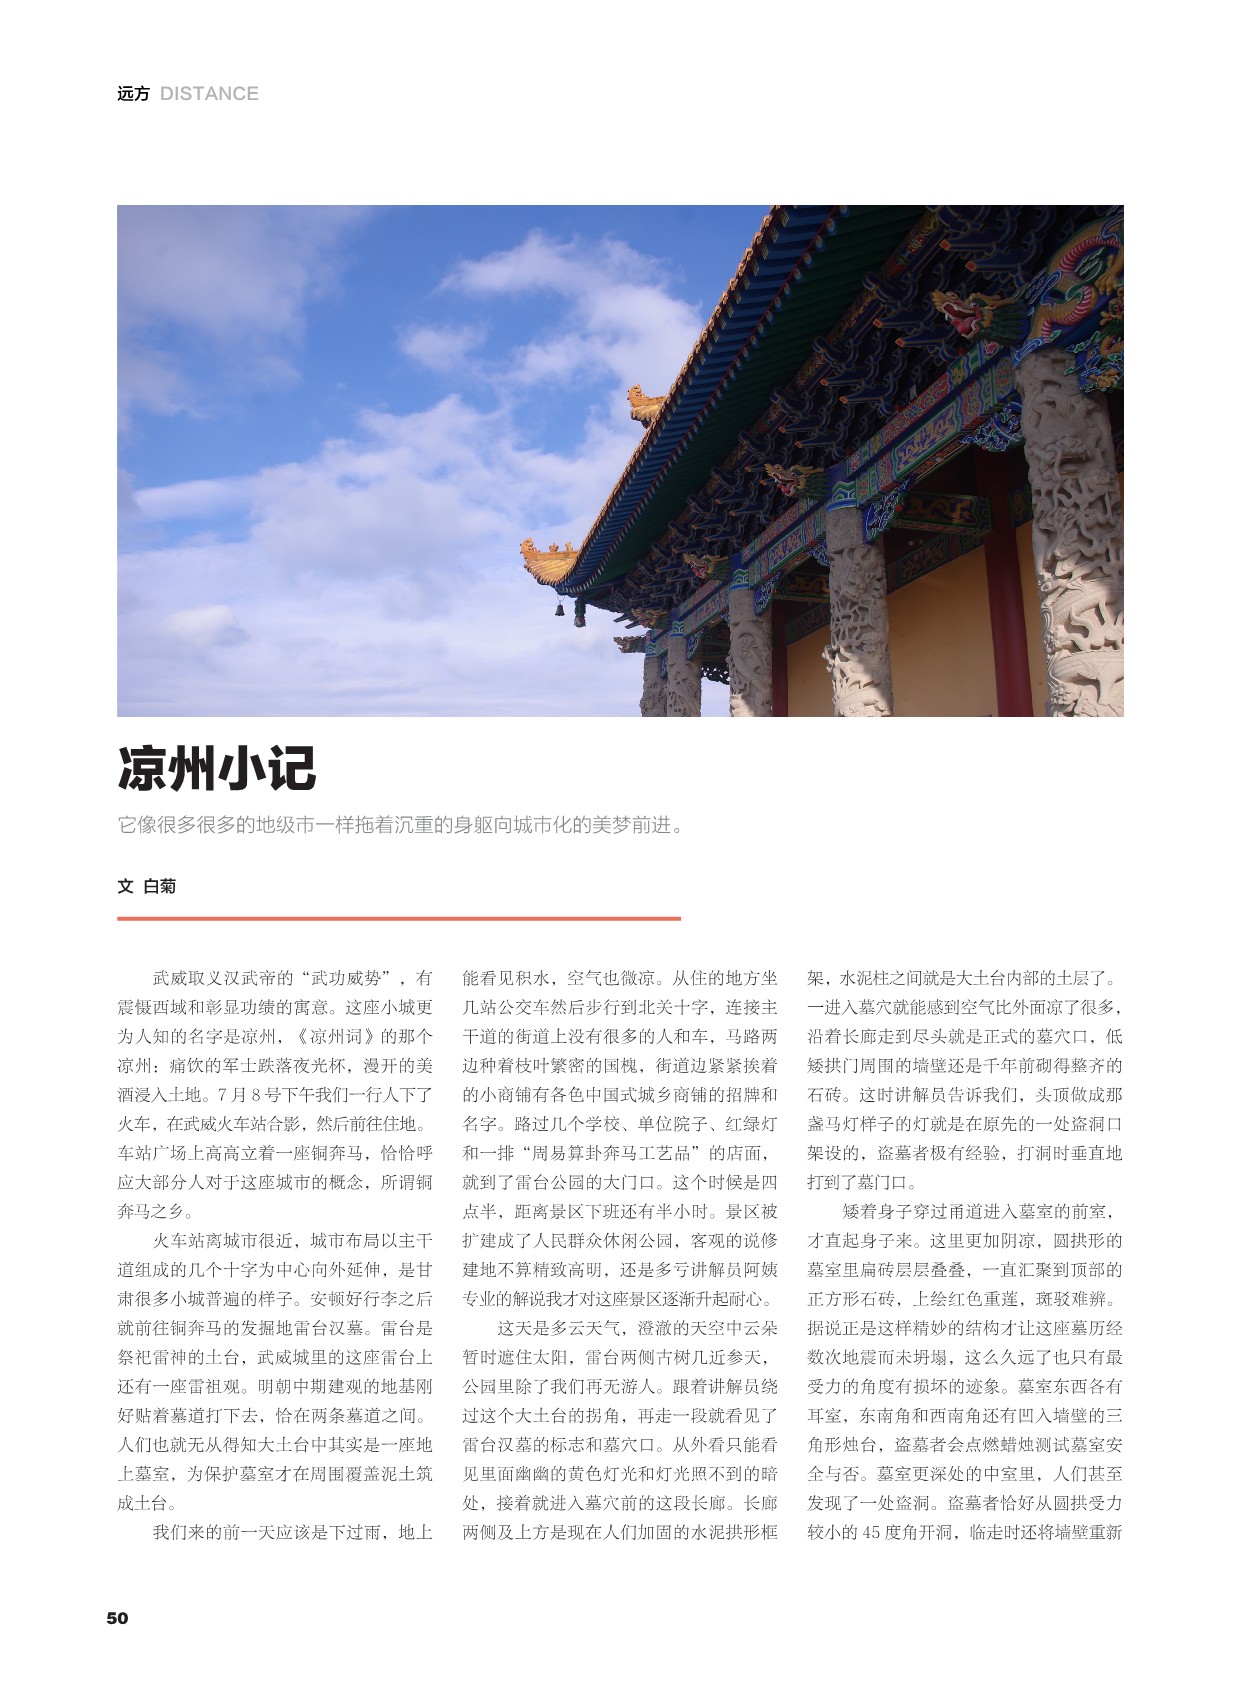 远方 DISTANCE
凉州小记
它像很多很多的地级市一样拖着沉重的身躯向城市化的美梦前进。
文 白菊
武威取义汉武帝的“武功威势”，有
震慑西域和彰显功绩的寓意。这座小城更
为人知的名字是凉州，《凉州词》的那个
凉州：痛饮的军士跌落夜光杯，漫开的美
酒浸入土地。7 月 8 号下午我们一行人下了
火车，在武威火车站合影，然后前往住地。
车站广场上高高立着一座铜奔马，恰恰呼
应大部分人对于这座城市的概念，所谓铜
奔马之乡。
火车站离城市很近，城市布局以主干
道组成的几个十字为中心向外延伸，是甘
肃很多小城普遍的样子。安顿好行李之后
就前往铜奔马的发掘地雷台汉墓。雷台是
祭祀雷神的土台，武威城里的这座雷台上
还有一座雷祖观。明朝中期建观的地基刚
好贴着墓道打下去，恰在两条墓道之间。
人们也就无从得知大土台中其实是一座地
上墓室，为保护墓室才在周围覆盖泥土筑
成土台。
我们来的前一天应该是下过雨，地上
能看见积水，空气也微凉。从住的地方坐
几站公交车然后步行到北关十字，连接主
干道的街道上没有很多的人和车，马路两
边种着枝叶繁密的国槐，街道边紧紧挨着
的小商铺有各色中国式城乡商铺的招牌和
名字。路过几个学校、单位院子、红绿灯
和一排“周易算卦奔马工艺品”的店面，
就到了雷台公园的大门口。这个时候是四
点半，距离景区下班还有半小时。景区被
扩建成了人民群众休闲公园，客观的说修
建地不算精致高明，还是多亏讲解员阿姨
专业的解说我才对这座景区逐渐升起耐心。
这天是多云天气，澄澈的天空中云朵
暂时遮住太阳，雷台两侧古树几近参天，
公园里除了我们再无游人。跟着讲解员绕
过这个大土台的拐角，再走一段就看见了
雷台汉墓的标志和墓穴口。从外看只能看
见里面幽幽的黄色灯光和灯光照不到的暗
处，接着就进入墓穴前的这段长廊。长廊
两侧及上方是现在人们加固的水泥拱形框
架，水泥柱之间就是大土台内部的土层了。
一进入墓穴就能感到空气比外面凉了很多，
沿着长廊走到尽头就是正式的墓穴口，低
矮拱门周围的墙壁还是千年前砌得整齐的
石砖。这时讲解员告诉我们，头顶做成那
盏马灯样子的灯就是在原先的一处盗洞口
架设的，盗墓者极有经验，打洞时垂直地
打到了墓门口。
矮着身子穿过甬道进入墓室的前室，
才直起身子来。这里更加阴凉，圆拱形的
墓室里扁砖层层叠叠，一直汇聚到顶部的
正方形石砖，上绘红色重莲，斑驳难辨。
据说正是这样精妙的结构才让这座墓历经
数次地震而未坍塌，这么久远了也只有最
受力的角度有损坏的迹象。墓室东西各有
耳室，东南角和西南角还有凹入墙壁的三
角形烛台，盗墓者会点燃蜡烛测试墓室安
全与否。墓室更深处的中室里，人们甚至
发现了一处盗洞。盗墓者恰好从圆拱受力
较小的 45 度角开洞，临走时还将墙壁重新
50